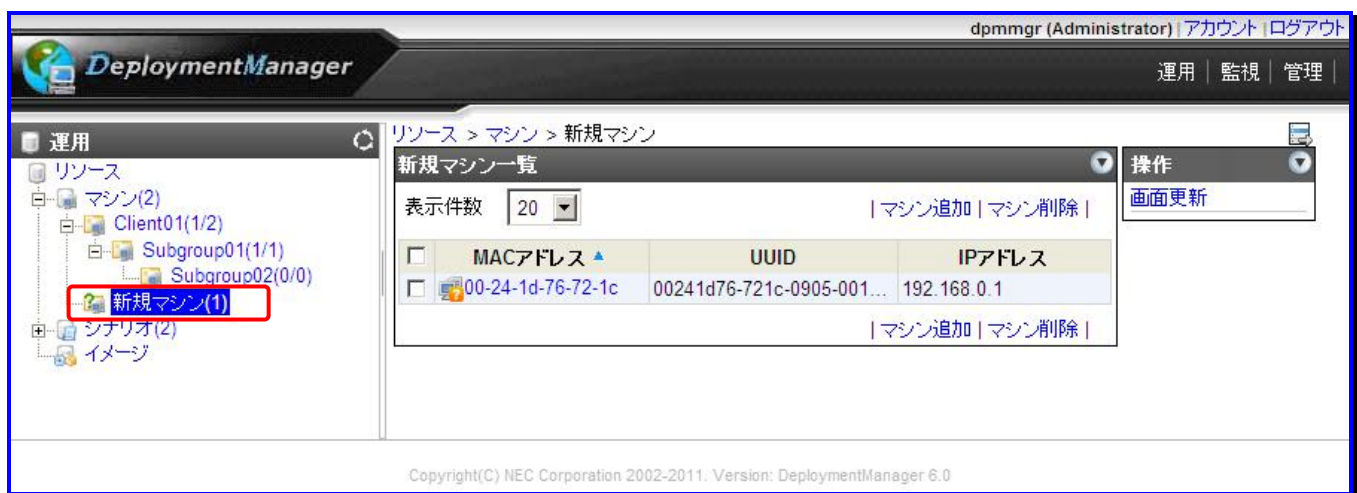 dpmmgr (Administrator) | アカウント | ログアウト
DeploymentManager
運用 | 監視 | 管理 |
運用
リソース
マシン(2)
Client01(1/2)
Subgroup01(1/1)
Subgroup02(0/0)
新規マシン(1)
シナリオ(2)
イメージ
リソース > マシン > 新規マシン
新規マシン一覧
表示件数 20
| マシン追加 | マシン削除 |
MACアドレス UUID IPアドレス
00-24-1d-76-72-1c 00241d76-721c-0905-001... 192.168.0.1
| マシン追加 | マシン削除 |
操作
画面更新
Copyright(C) NEC Corporation 2002-2011. Version: DeploymentManager 6.0